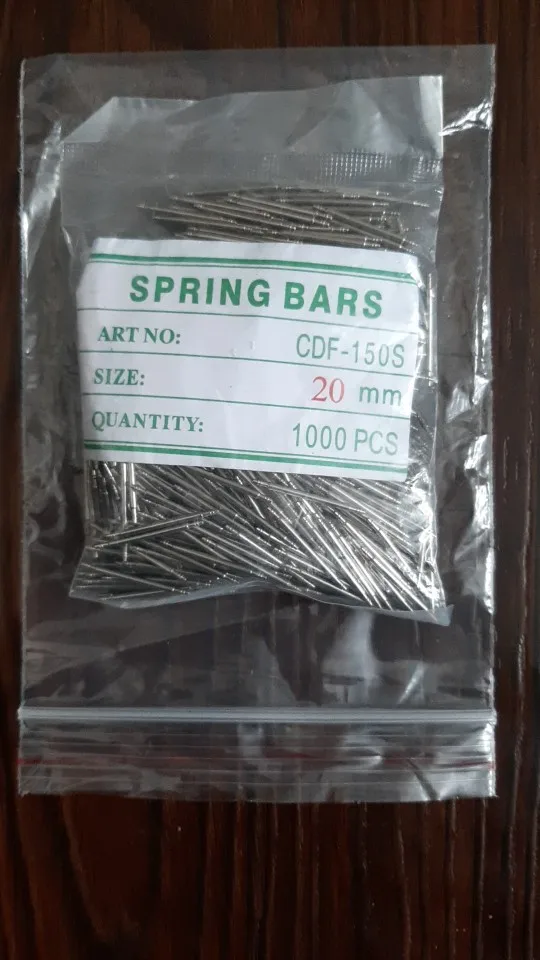 SPRING BARS
ART NO: CDF-150S
SIZE: 20 mm
QUANTITY: 1000 PCS